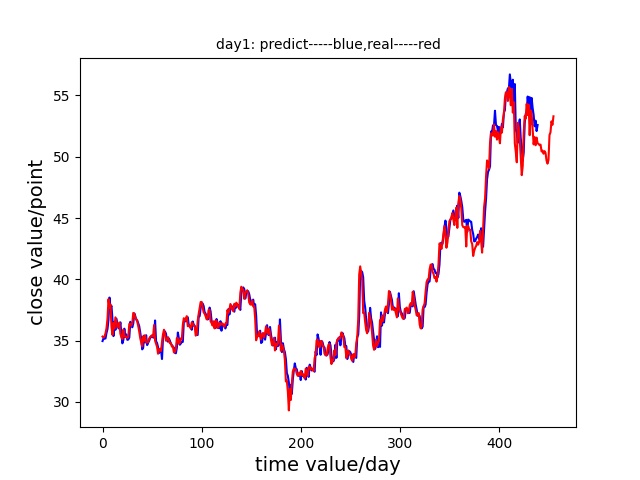 day1: predict-----blue,real-----red
55
50
45
40
35
30
close value/point
0 100 200 300 400
time value/day